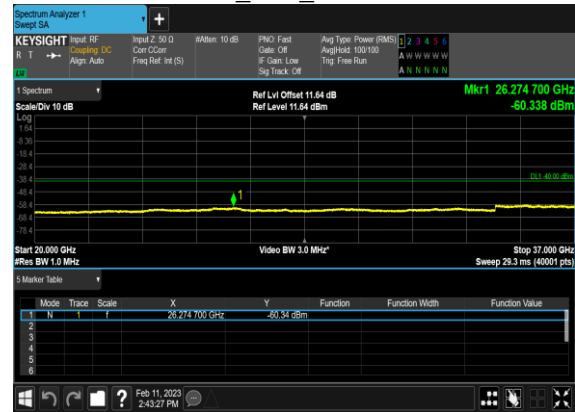 Spectrum Analyzer 1
Swept SA
+
KEYSIGHT Input: RF Input Z: 50 Ω #Atten: 10 dB PNO: Fast Avg Type: Power (RMS) 1 2 3 4 5 6
R T Coupling: DC Corr CCorr Gate: Off Avg|Hold: 100/100 A W W W W W
Align: Auto Freq Ref: Int (S) IF Gain: Low Trig: Free Run
Sig Track: Off A N N N N N
1 Spectrum Ref Lvl Offset 11.64 dB Mkr1 26.274 700 GHz
Scale/Div 10 dB Ref Level 11.64 dBm -60.338 dBm
Log
1.64
-8.36
-18.4
-28.4
-38.4 DL1 -40.00 dBm
-48.4
1
-58.4
-68.4
-78.4
Start 20.000 GHz Video BW 3.0 MHz* Stop 37.000 GHz
#Res BW 1.0 MHz Sweep 29.3 ms (40001 pts)
5 Marker Table
Mode Trace Scale X Y Function Function Width Function Value
1 N 1 f 26.274 700 GHz -60.34 dBm
2
3
4
5
6
? Feb 11, 2023
2:43:27 PM